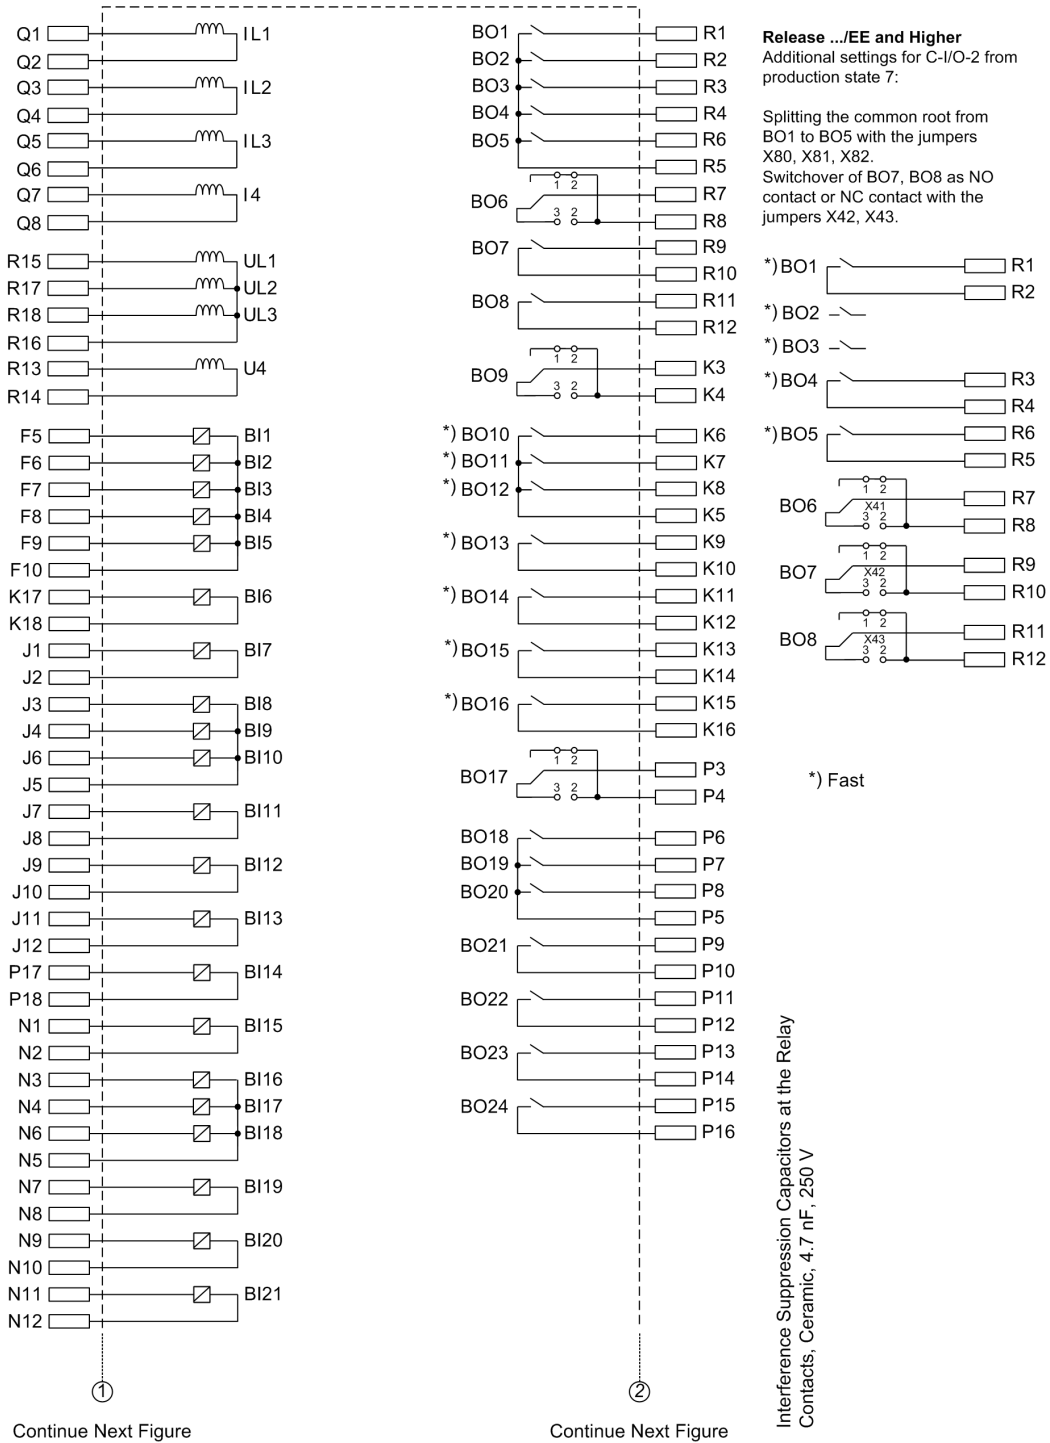 Q1 IL1
Q2
Q3 IL2
Q4
Q5 IL3
Q6
Q7 I4
Q8
R15 UL1
R17 UL2
R18 UL3
R16
R13 U4
R14
F5 BI1
F6 BI2
F7 BI3
F8 BI4
F9 BI5
F10
K17 BI6
K18
J1 BI7
J2
J3 BI8
J4 BI9
J6 BI10
J5
J7 BI11
J8
J9 BI12
J10
J11 BI13
J12
P17 BI14
P18
N1 BI15
N2
N3 BI16
N4 BI17
N6 BI18
N5
N7 BI19
N8
N9 BI20
N10
N11 BI21
N12
1
Continue Next Figure
BO1 R1
BO2 R2
BO3 R3
BO4 R4
BO5 R6
R5
1 2
BO6 R7
3 2
R8
BO7 R9
R10
BO8 R11
R12
1 2
BO9 K3
3 2
K4
*) BO10 K6
*) BO11 K7
*) BO12 K8
K5
*) BO13 K9
K10
*) BO14 K11
K12
*) BO15 K13
K14
*) BO16 K15
K16
1 2
BO17 P3
3 2
P4
BO18 P6
BO19 P7
BO20 P8
P5
BO21 P9
P10
BO22 P11
P12
BO23 P13
P14
BO24 P15
P16
2
Continue Next Figure
Release .../EE and Higher
Additional settings for C-I/O-2 from
production state 7:
Splitting the common root from
BO1 to BO5 with the jumpers
X80, X81, X82.
Switchover of BO7, BO8 as NO
contact or NC contact with the
jumpers X42, X43.
*) BO1 R1
R2
*) BO2
*) BO3
*) BO4 R3
R4
*) BO5 R6
R5
1 2
BO6 X41 R7
3 2
R8
1 2
BO7 X42 R9
3 2
R10
1 2
BO8 X43 R11
3 2
R12
*) Fast
Interference Suppression Capacitors at the Relay
Contacts, Ceramic, 4.7 nF, 250 V